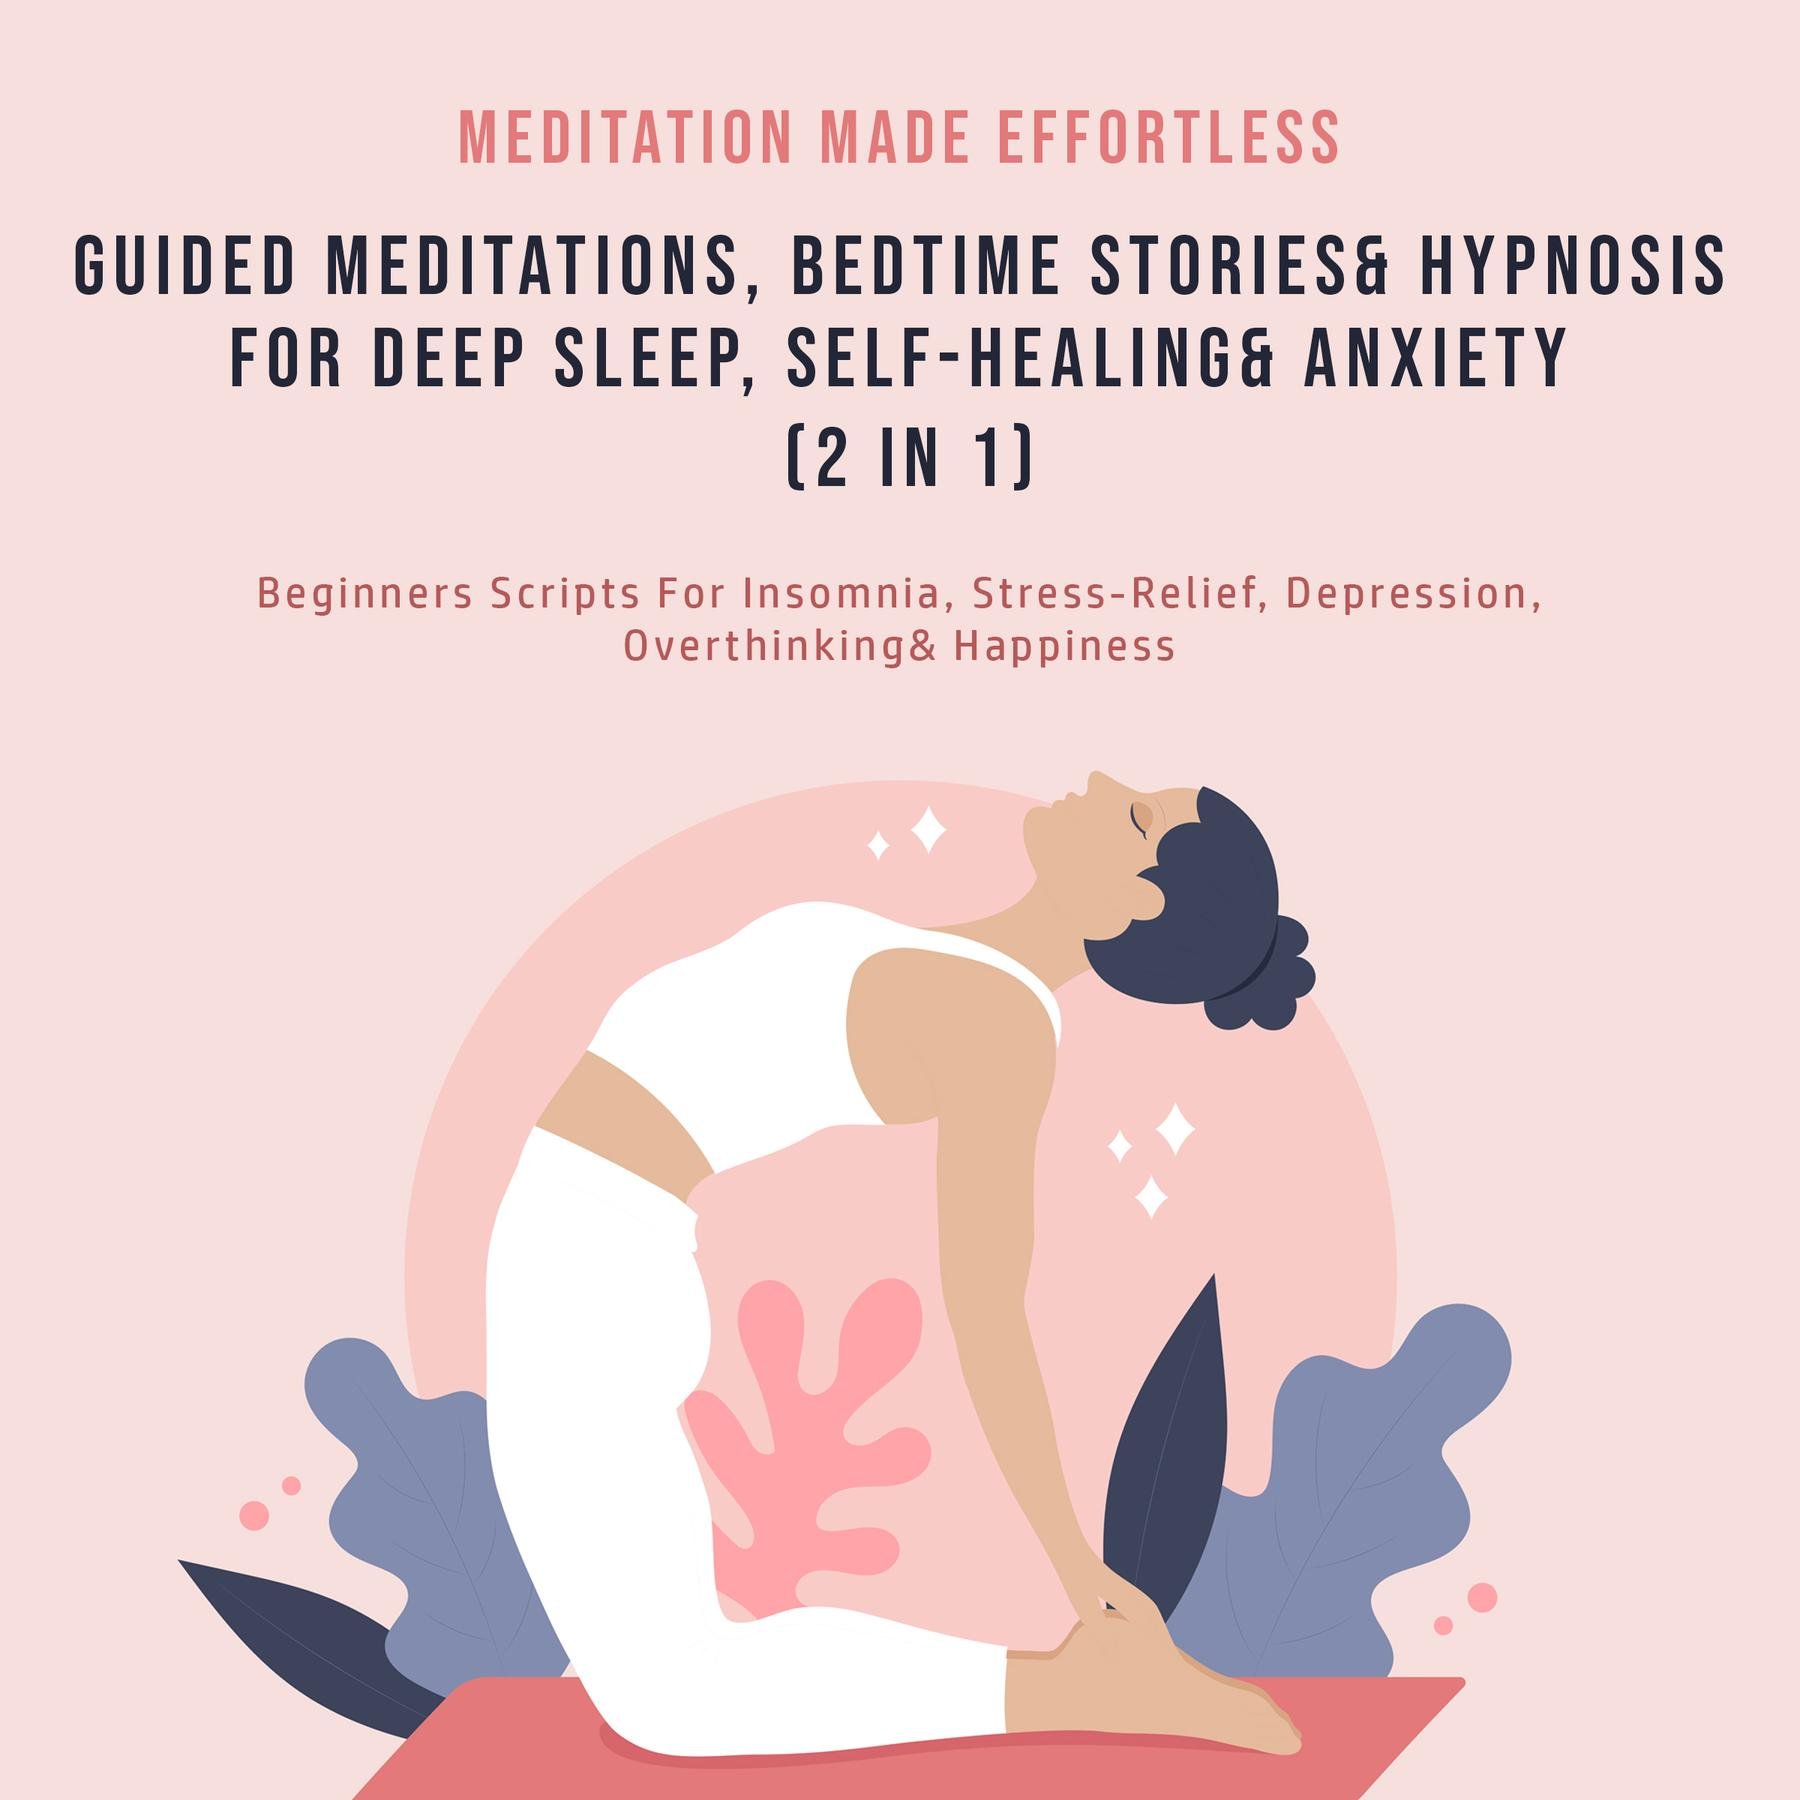 MEDITATION MADE EFFORTLESS
GUIDED MEDITATIONS, BEDTIME STORIES& HYPNOSIS
FOR DEEP SLEEP, SELF-HEALING& ANXIETY
(2 IN 1)
Beginners Scripts For Insomnia, Stress-Relief, Depression,
Overthinking& Happiness